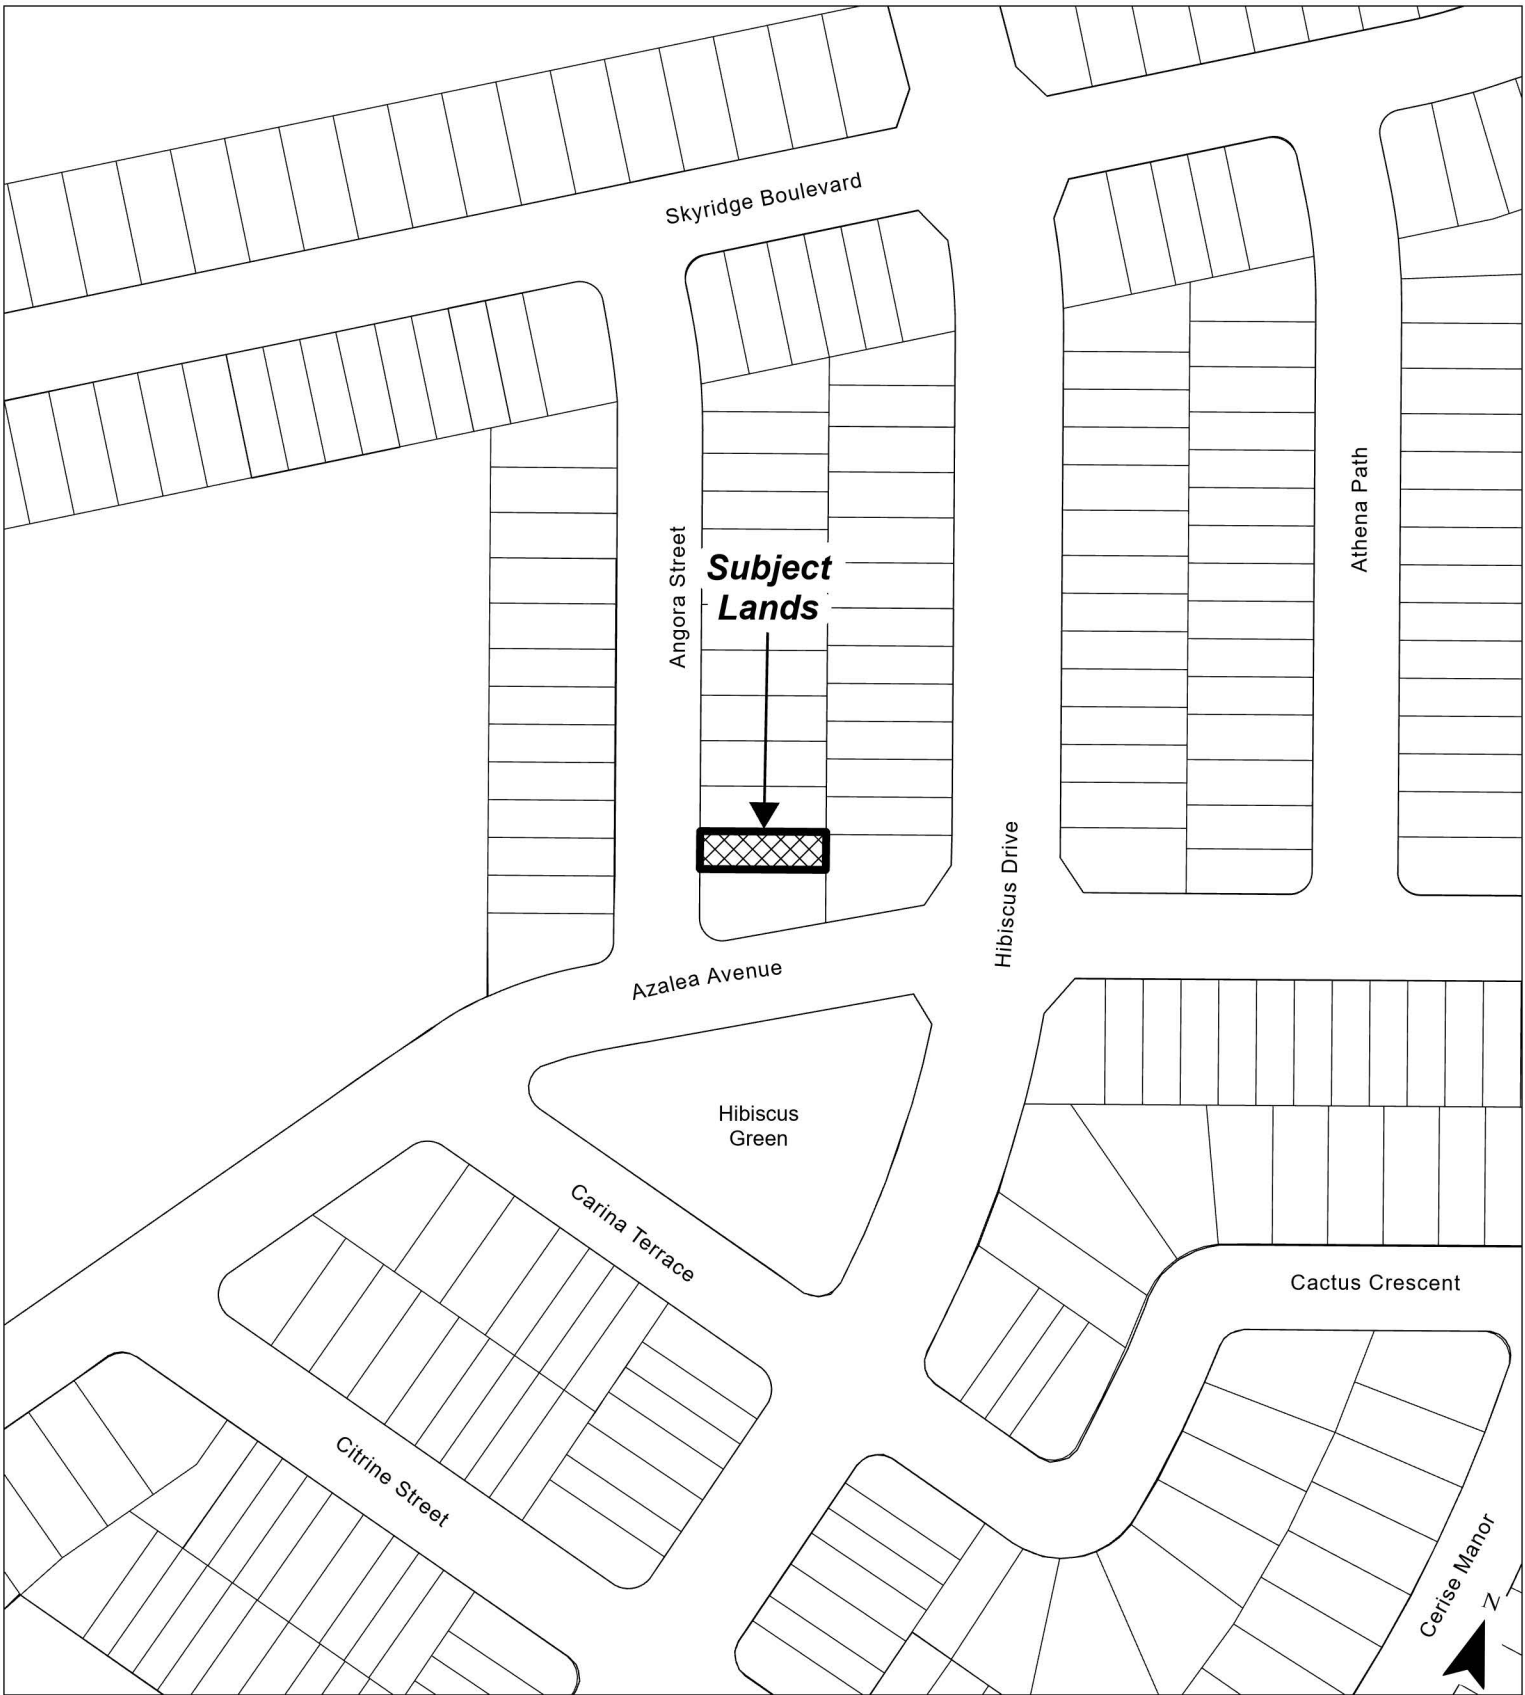 Skyridge Boulevard
Angora Street
Subject
Lands
Athena Path
Hibiscus Drive
Azalea Avenue
Hibiscus
Green
Carina Terrace
Cactus Crescent
Citrine Street
Cerise Manor
N